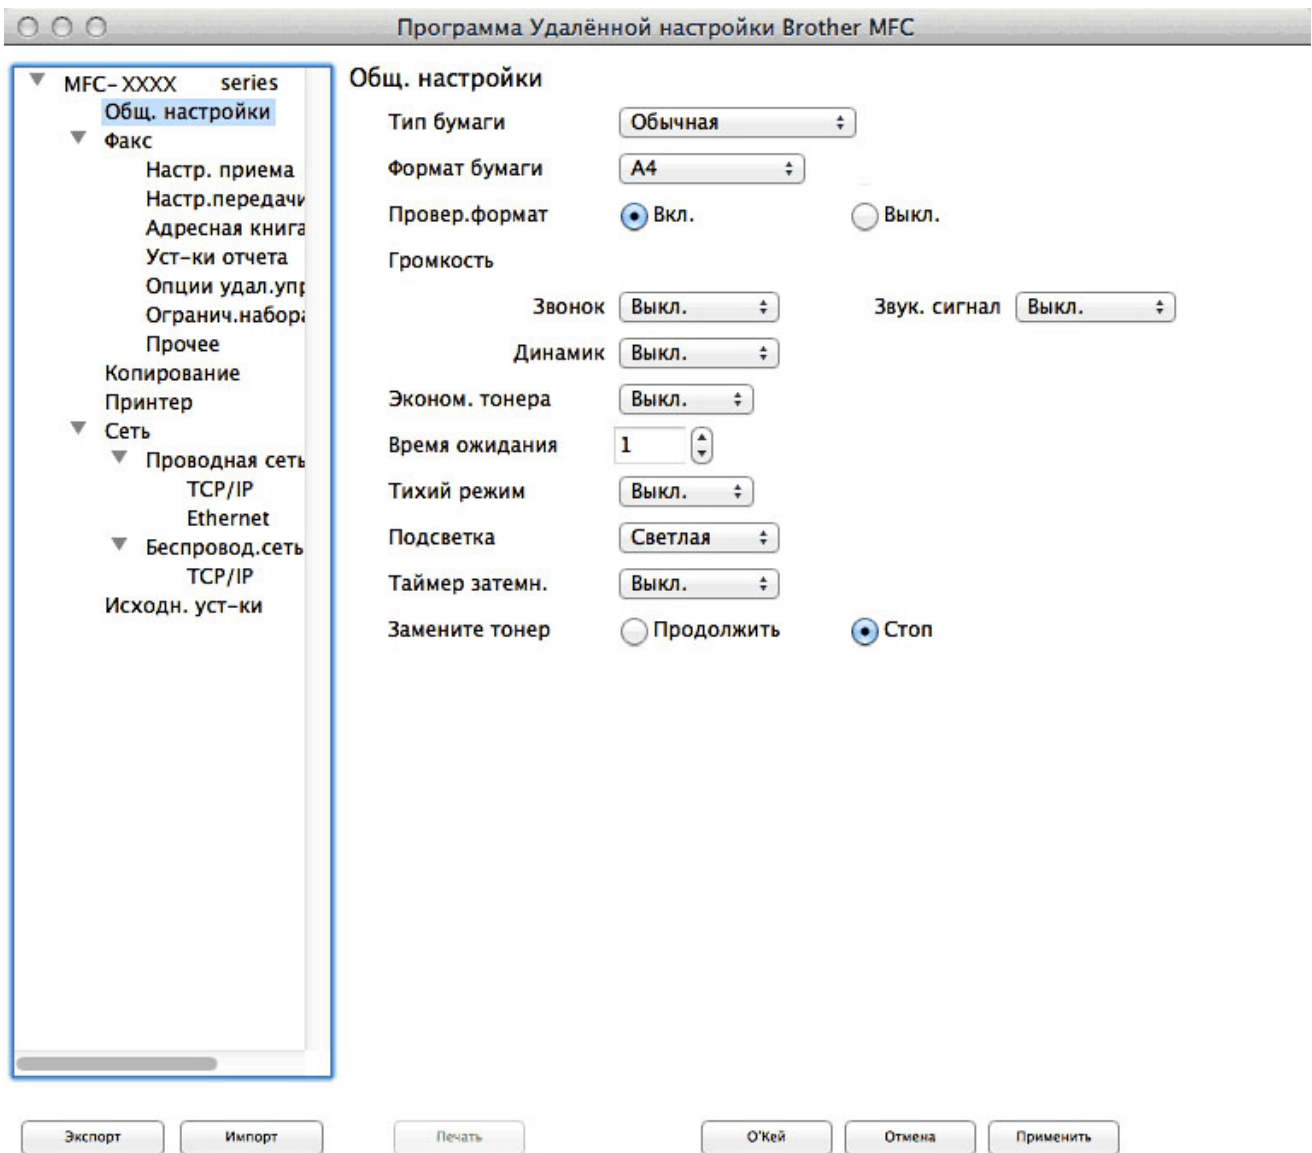 Программа Удалённой настройки Brother MFC
MFC-XXXX series
Общ. настройки
Факс
Настр. приема
Настр.передачи
Адресная книга
Уст-ки отчета
Опции удал.упр
Огранич.набора
Прочее
Копирование
Принтер
Сеть
Проводная сеть
TCP/IP
Ethernet
Беспровод.сеть
TCP/IP
Исходн. уст-ки
Общ. настройки
Тип бумаги Обычная
Формат бумаги A4
Провер.формат Вкл. Выкл.
Громкость
Звонок Выкл. Звук. сигнал Выкл.
Динамик Выкл.
Эконом. тонера Выкл.
Время ожидания 1
Тихий режим Выкл.
Подсветка Светлая
Таймер затемн. Выкл.
Замените тонер Продолжить Стоп
Экспорт Импорт Печать О'Кей Отмена Применить